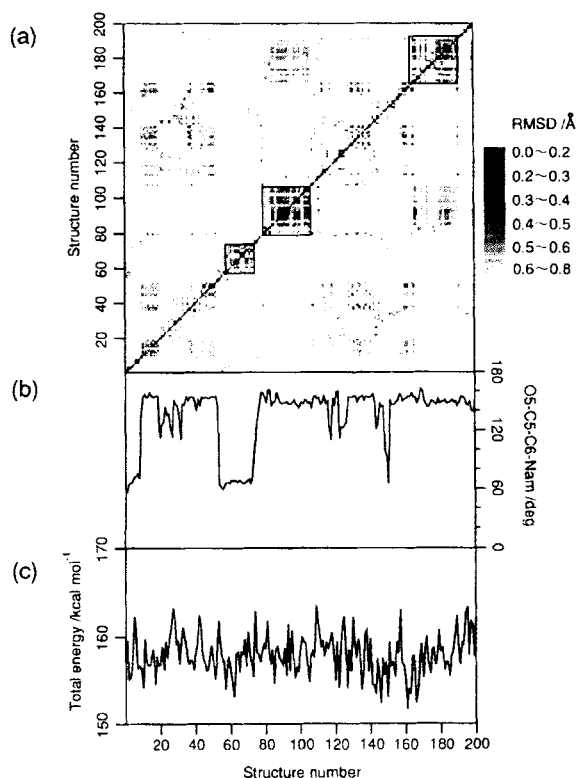 (a)
200
180
160
140
120
100
80
60
40
20
Structure number
RMSD /Å
0.0~0.2
0.2~0.3
0.3~0.4
0.4~0.5
0.5~0.6
0.6~0.8
(b)
180
120
60
0
O5-C5-C6-Nam /deg
(c)
170
160
150
Total energy /kcal mol⁻¹
20 40 60 80 100 120 140 160 180 200
Structure number